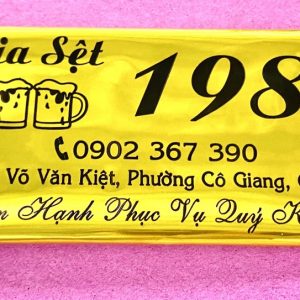 ia Sệt 198
0902 367 390
Võ Văn Kiệt, Phường Cô Giang,
Hạnh Phục Vụ Quý K